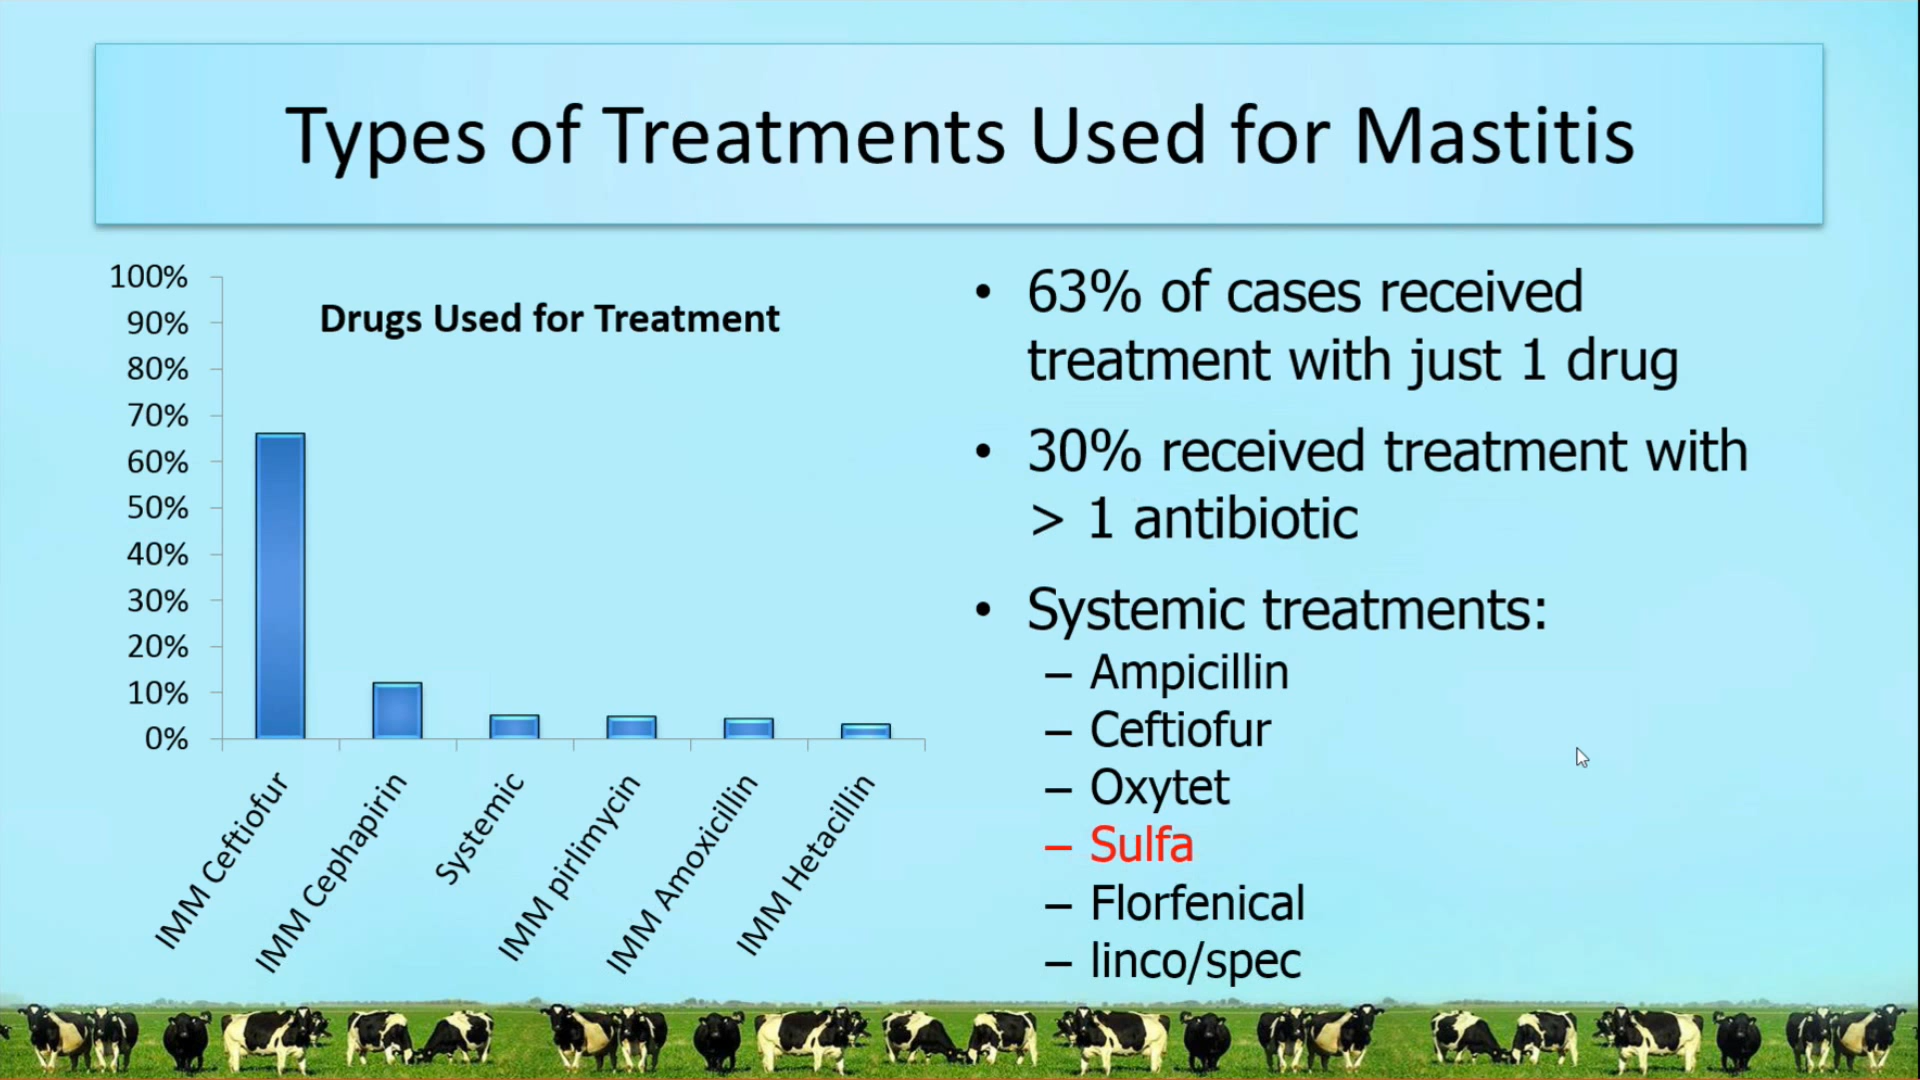 Types of Treatments Used for Mastitis
100%
90%
80%
70%
60%
50%
40%
30%
20%
10%
0%
Drugs Used for Treatment
IMM Ceftiofur
IMM Cephapirin
Systemic
IMM pirlimycin
IMM Amoxicillin
IMM Hetacillin
• 63% of cases received
treatment with just 1 drug
• 30% received treatment with
> 1 antibiotic
• Systemic treatments:
– Ampicillin
– Ceftiofur
– Oxytet
– Sulfa
– Florfenical
– linco/spec